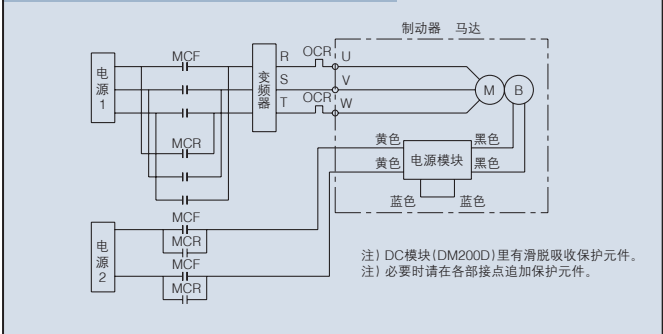 制动器 马达
MCF
R
OCR
U
电源1
变频器
S
V
M
B
T
OCR
W
MCR
黄色
黑色
黄色
电源模块
黑色
蓝色
蓝色
MCF
MCR
电源2
MCF
MCR
注）DC模块(DM200D)里有滑脱吸收保护元件。
注）必要时请在各部接点追加保护元件。